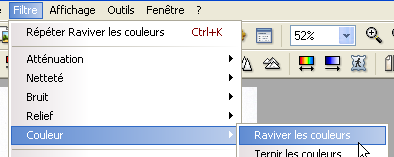 Filtre Affichage Outils Fenêtre ?
Répéter Raviver les couleurs Ctrl+K
52%
Atténuation
Netteté
Bruit
Relief
Couleur
Raviver les couleurs
Ternir les couleurs